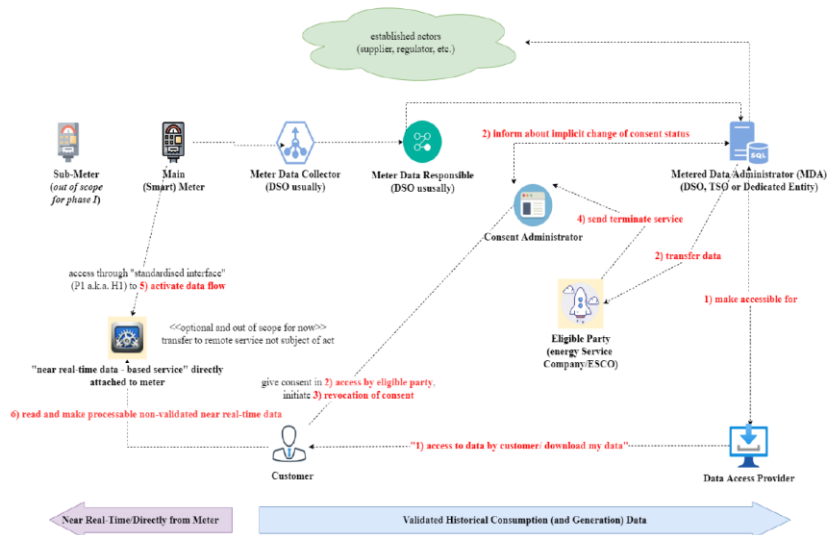 established actors
(supplier, regulator, etc.)
2) inform about implicit change of consent status
Sub-Meter
(out of scope
for phase I)
Main
(Smart) Meter
Meter Data Collector
(DSO usually)
Meter Data Responsible
(DSO ususally)
SQL
Metered Data Administrator (MDA)
(DSO, TSO or Dedicated Entity)
4) send terminate service
Consent Administrator
2) transfer data
access through "standardised interface"
(P1 a.k.a. H1) to 5) activate data flow
1) make accessible for
<<optional and out of scope for now>>
transfer to remote service not subject of act
Eligible Party
(energy Service
Company/ESCO)
"near real-time data - based service" directly
attached to meter
give consent in 2) access by eligible party,
initiate 3) revocation of consent
6) read and make processable non-validated near real-time data
"1) access to data by customer/ download my data"
Customer
Data Access Provider
Near Real-Time/Directly from Meter
Validated Historical Consumption (and Generation) Data